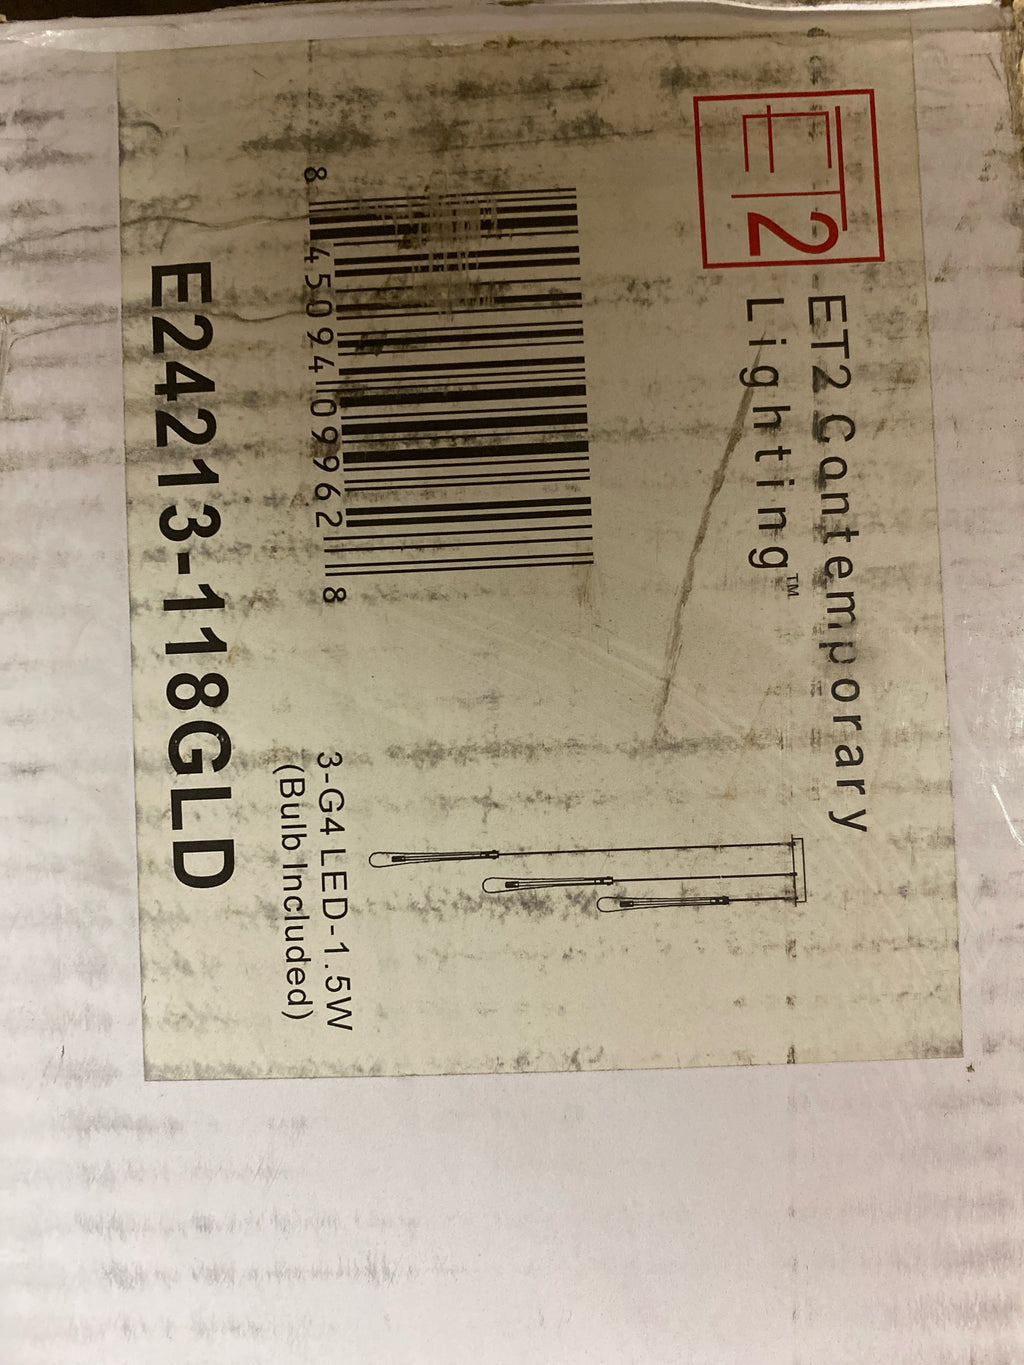 ET2
ET2 Contemporary
Lighting™
8 45094 09962 8
3-G4 LED-1.5W
(Bulb Included)
E24213-118GLD